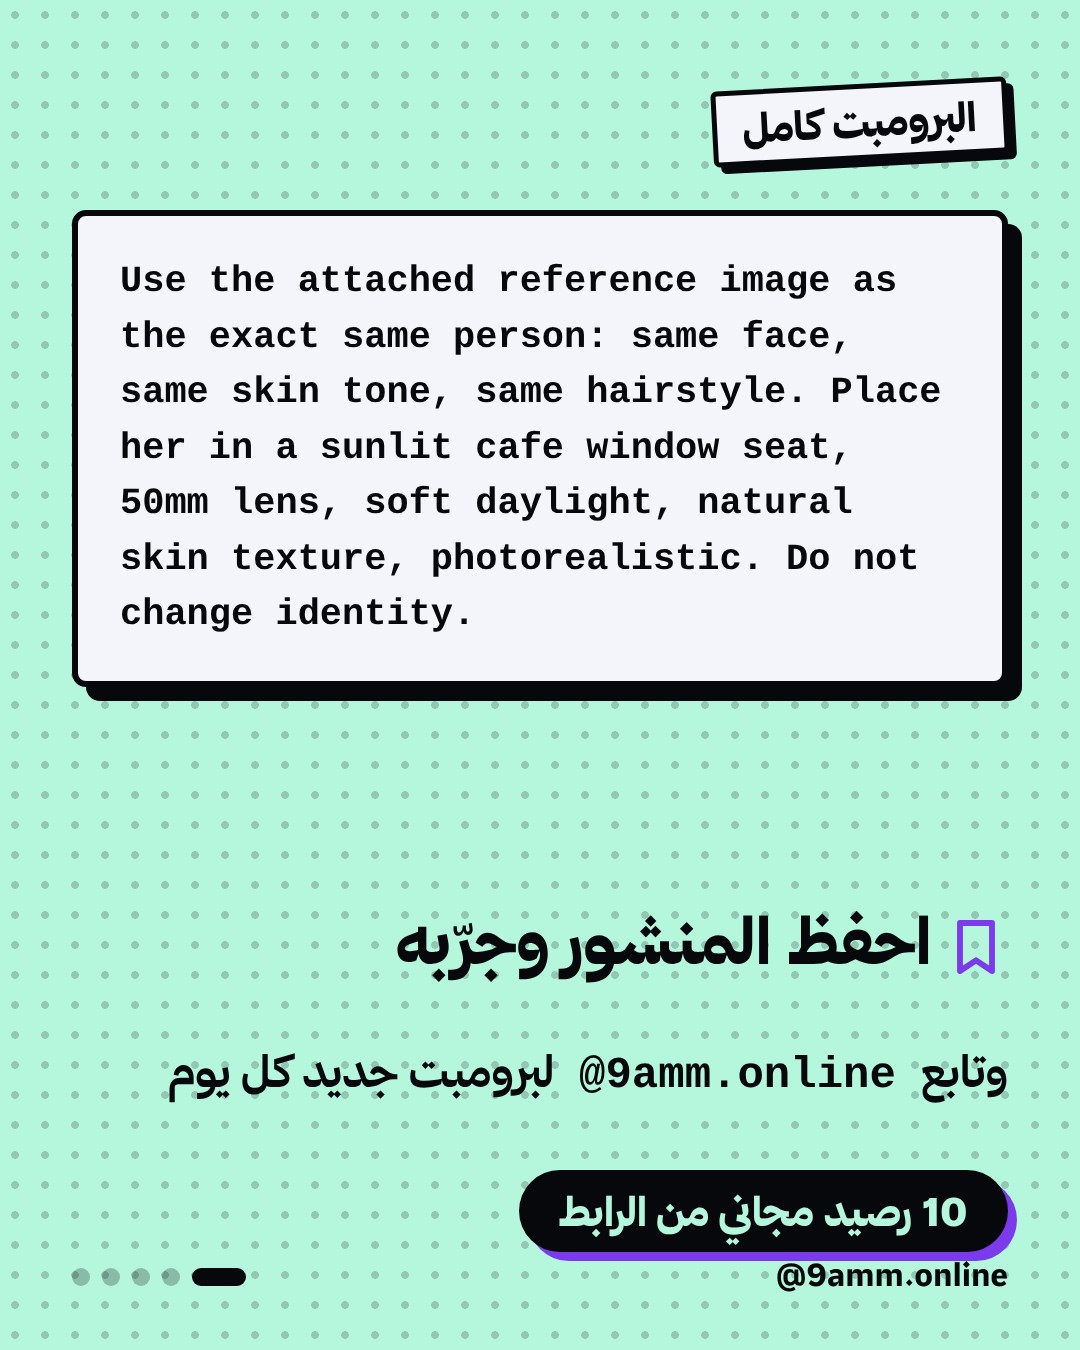 البرومبت كامل
Use the attached reference image as
the exact same person: same face,
same skin tone, same hairstyle. Place
her in a sunlit cafe window seat,
50mm lens, soft daylight, natural
skin texture, photorealistic. Do not
change identity.
احفظ المنشور وجرّبه
وتابع @9amm.online لبرومبت جديد كل يوم
10 رصيد مجاني من الرابط
@9amm.online